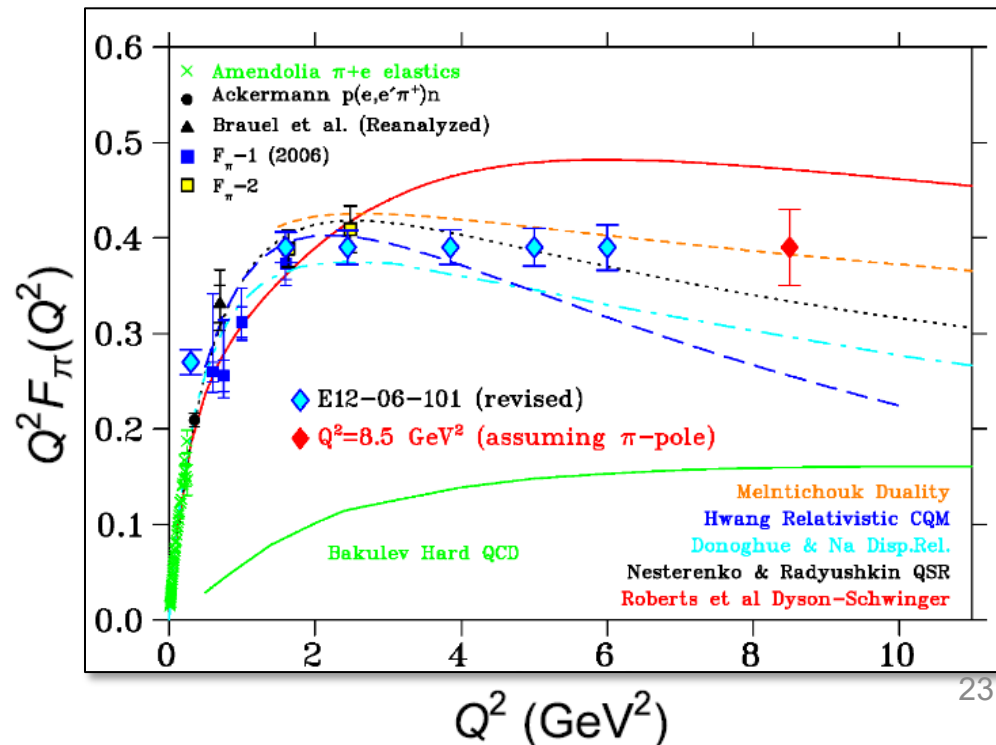 0.6
0.5
0.4
0.3
0.2
0.1
0.0
Q²F_π(Q²)
Amendolia π+e elastics
Ackermann p(e,e′π⁺)n
Brauel et al. (Reanalyzed)
F_π−1 (2006)
F_π−2
E12−06−101 (revised)
Q²=8.5 GeV² (assuming π−pole)
Bakulev Hard QCD
Melntichouk Duality
Hwang Relativistic CQM
Donoghue & Na Disp.Rel.
Nesterenko & Radyushkin QSR
Roberts et al Dyson−Schwinger
0 2 4 6 8 10
Q² (GeV²)
23